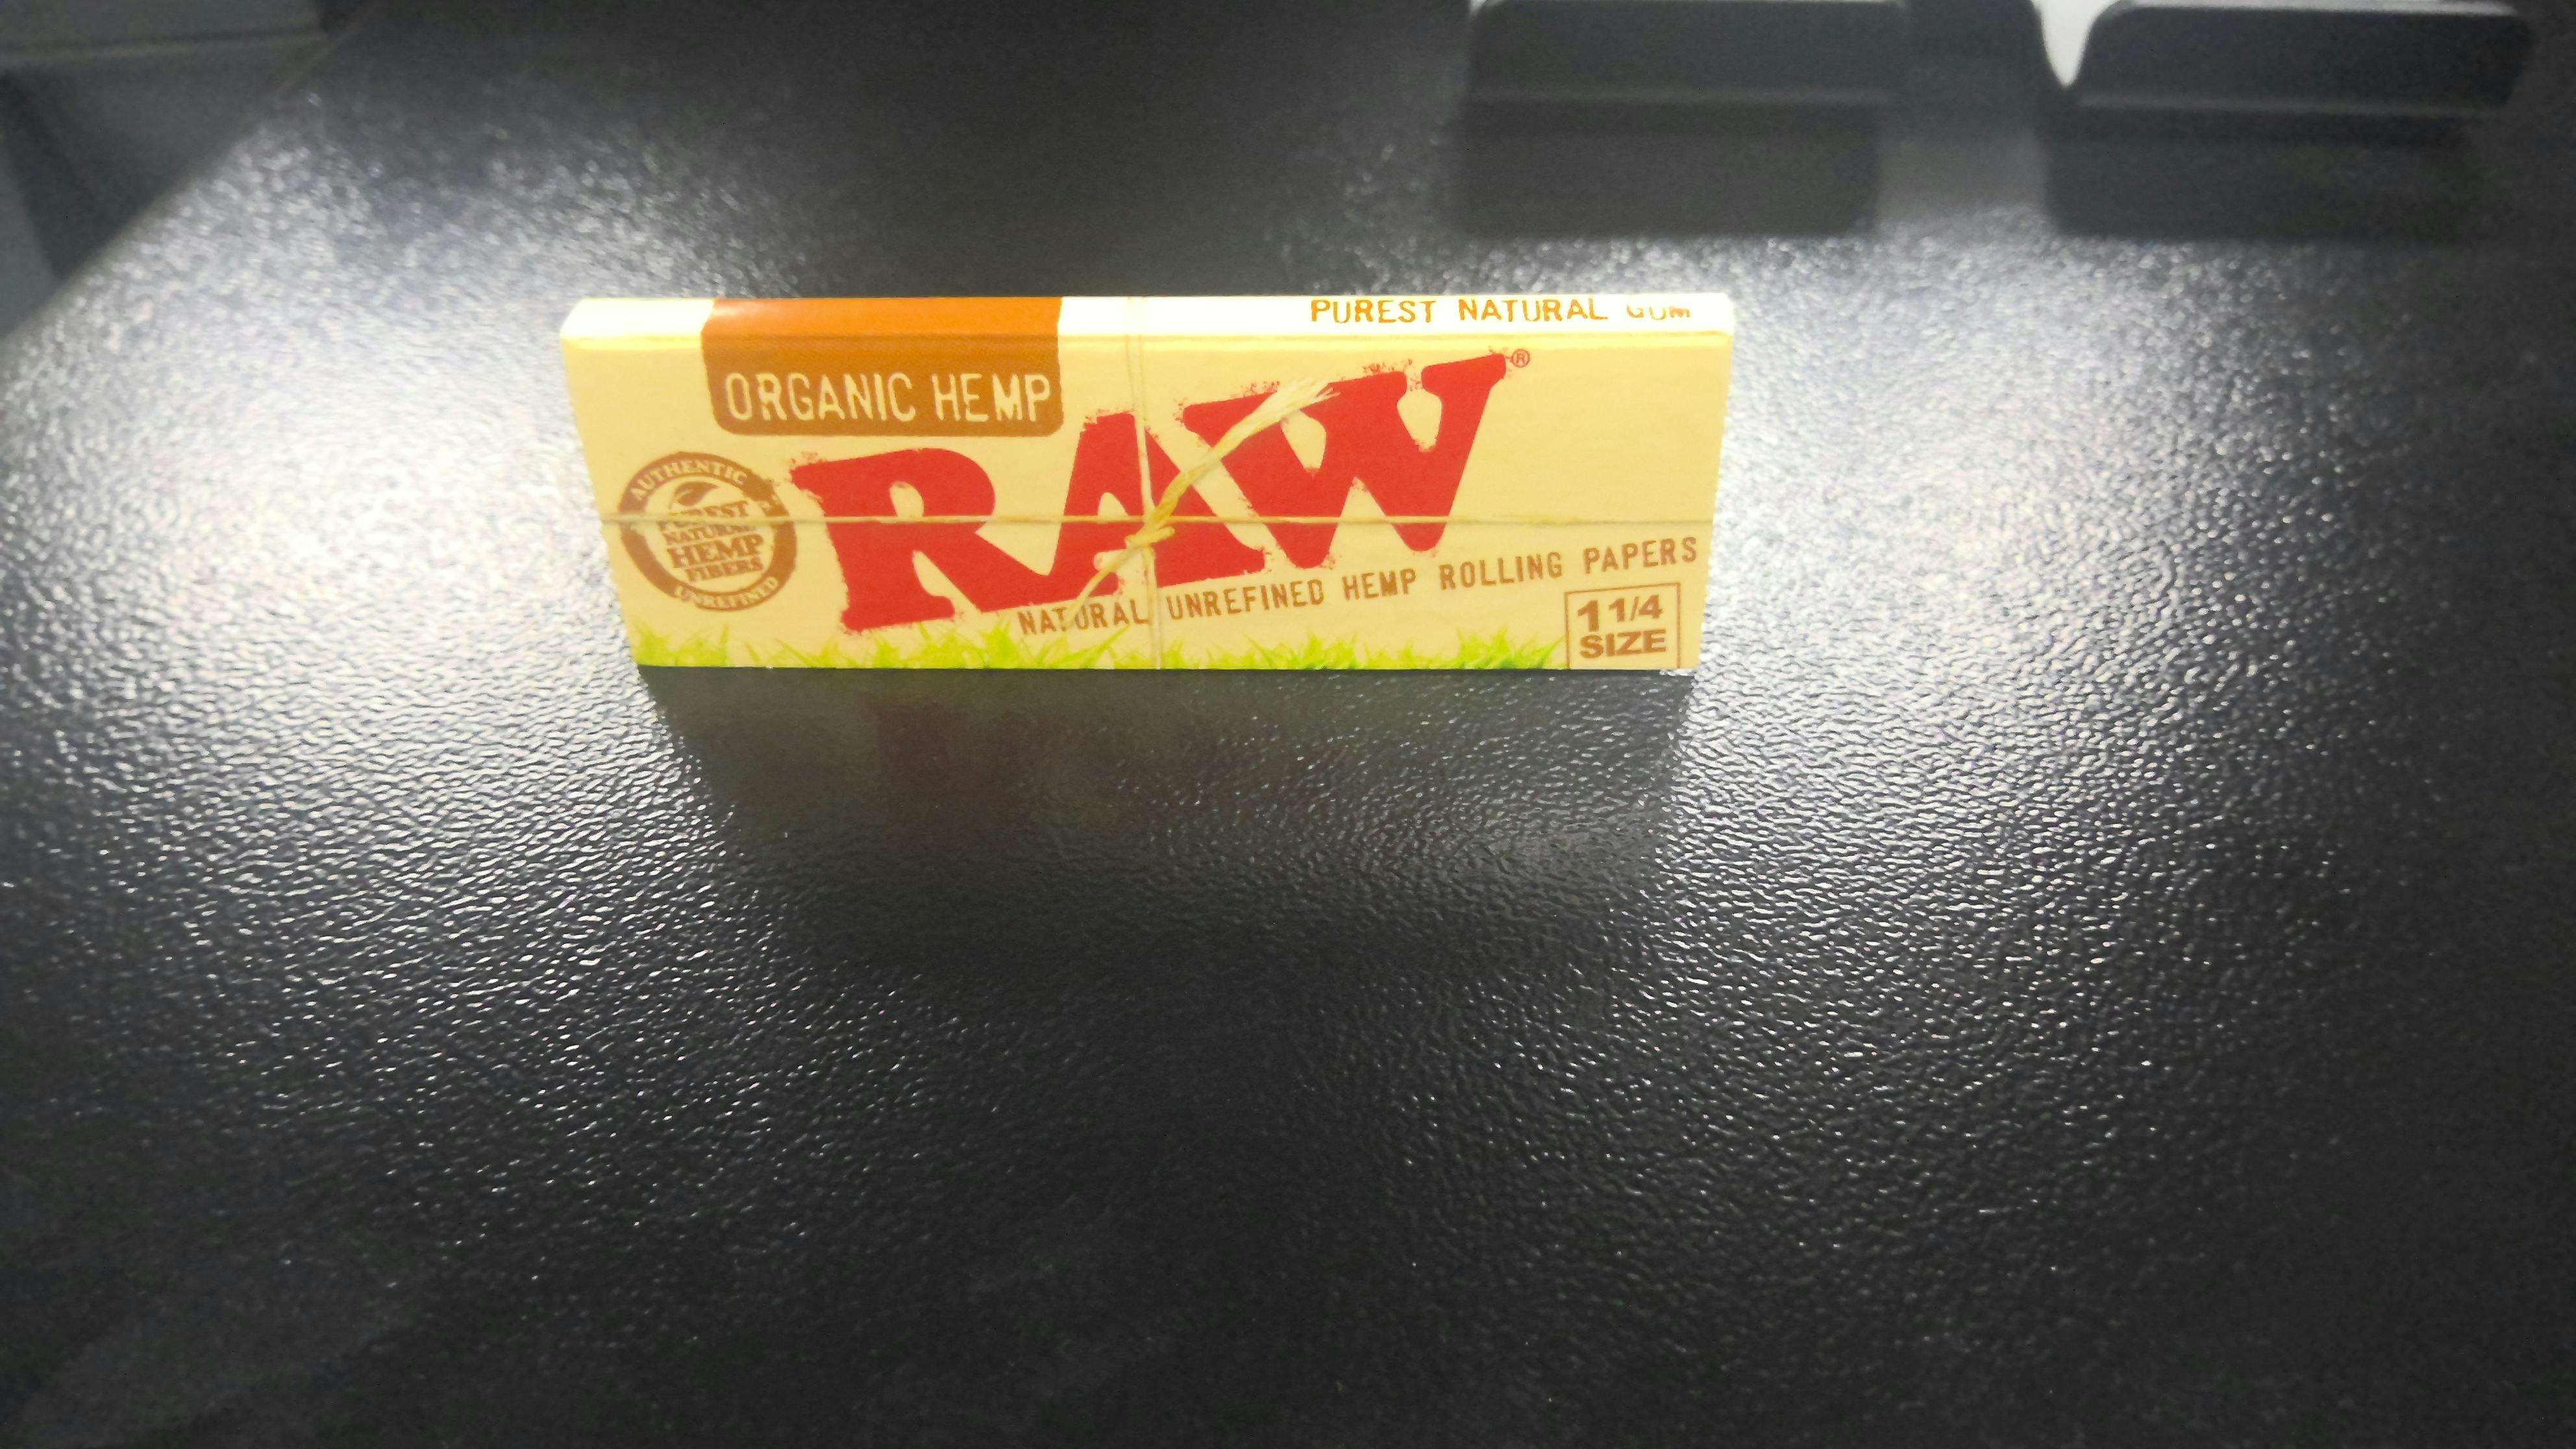 PUREST NATURAL GUM
ORGANIC HEMP
RAW®
AUTHENTIC
PUREST
NATURAL
HEMP
FIBERS
UNREFINED
NATURAL UNREFINED HEMP ROLLING PAPERS
1 1/4
SIZE